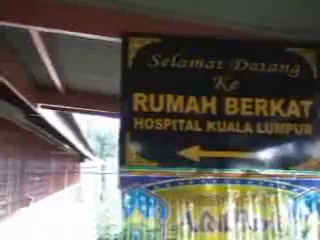 Selamat Datang
Ke
RUMAH BERKAT
HOSPITAL KUALA LUMPUR